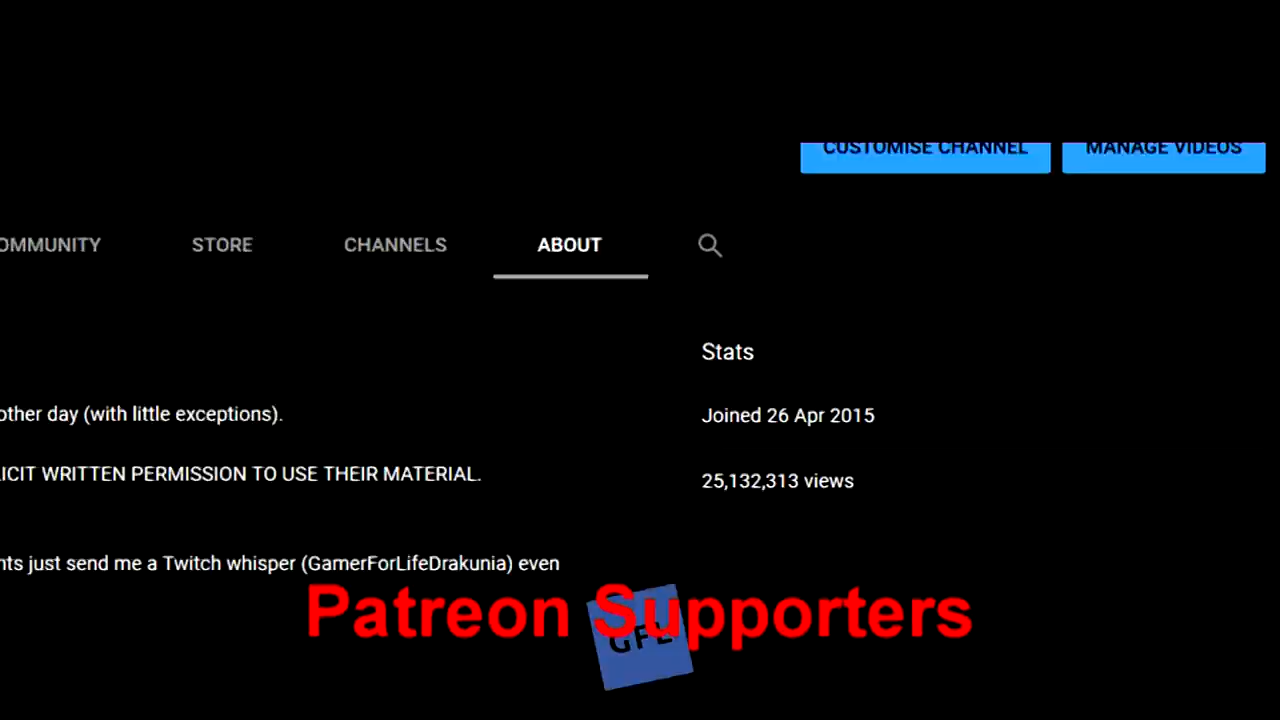 CUSTOMISE CHANNEL MANAGE VIDEOS
OMMUNITY STORE CHANNELS ABOUT
Stats
other day (with little exceptions).
Joined 26 Apr 2015
LICIT WRITTEN PERMISSION TO USE THEIR MATERIAL.
25,132,313 views
nts just send me a Twitch whisper (GamerForLifeDrakunia) even
Patreon Supporters
GFL